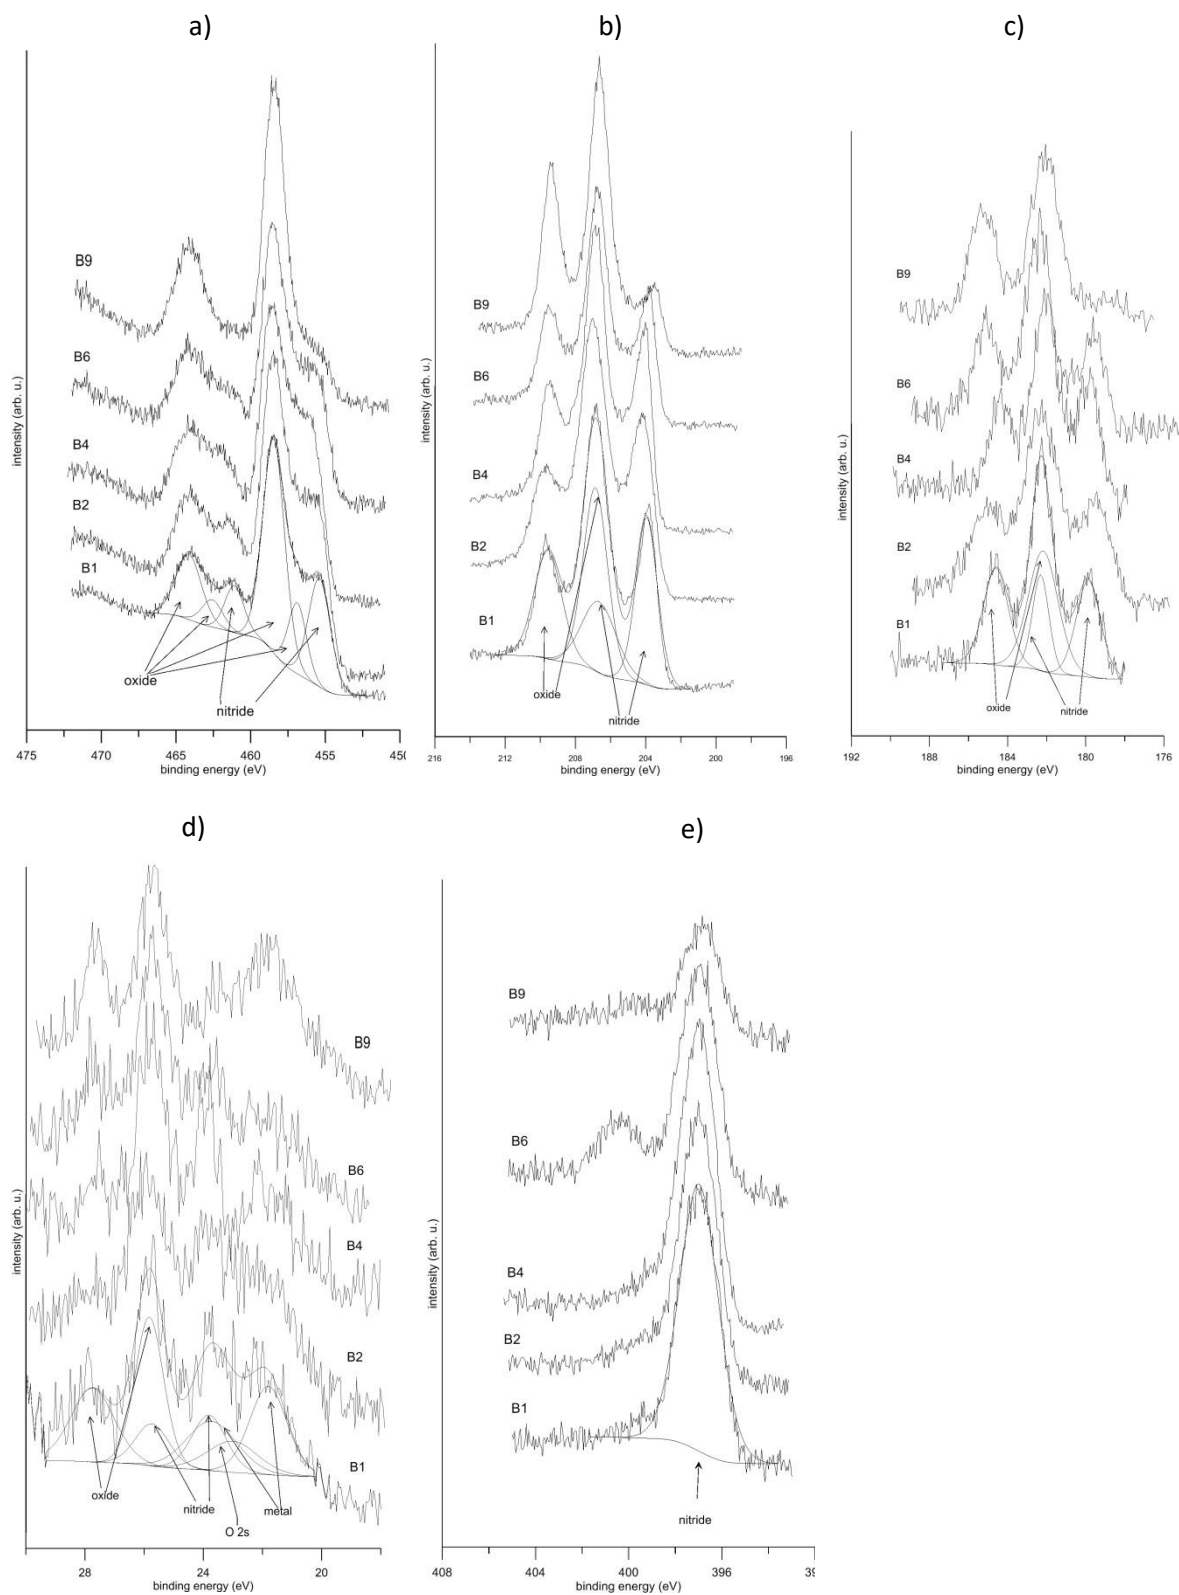 a)
b)
c)
intensity (arb. u.)
B9
B6
B4
B2
B1
oxide
nitride
475
470
465
460
455
450
binding energy (eV)
intensity (arb. u.)
B9
B6
B4
B2
B1
oxide
nitride
216
212
208
204
200
196
binding energy (eV)
intensity (arb. u.)
B9
B6
B4
B2
B1
oxide
nitride
192
188
184
180
176
binding energy (eV)
d)
e)
intensity (arb. u.)
B9
B6
B4
B2
B1
oxide
nitride
metal
O 2s
28
24
20
binding energy (eV)
intensity (arb. u.)
B9
B6
B4
B2
B1
nitride
408
404
400
396
39
binding energy (eV)